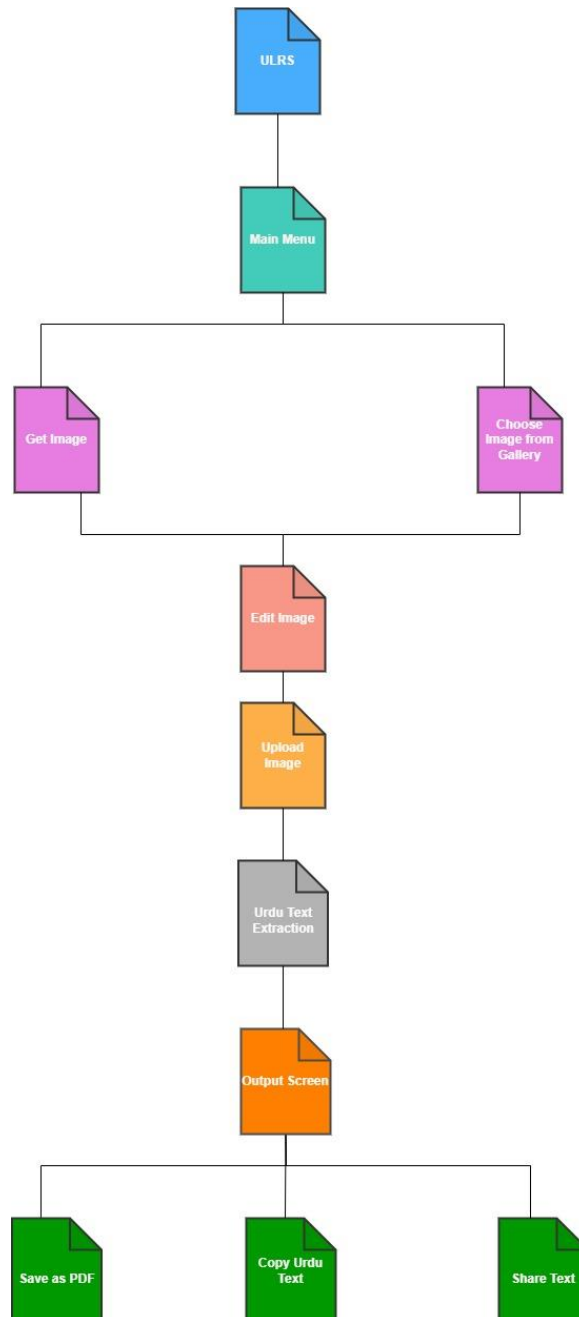 ULRS
Main Menu
Get Image
Choose
Image from
Gallery
Edit Image
Upload
Image
Urdu Text
Extraction
Output Screen
Save as PDF
Copy Urdu
Text
Share Text